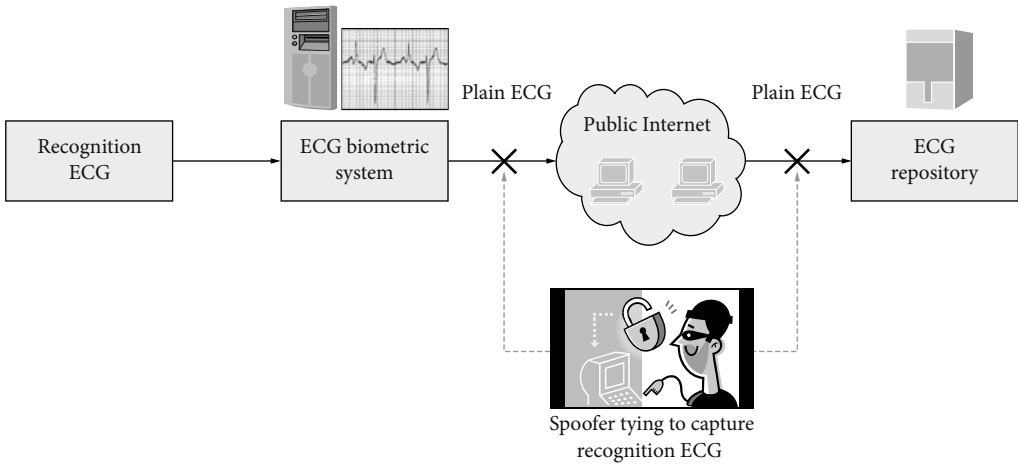 Plain ECG
Plain ECG
Recognition
ECG
ECG biometric
system
Public Internet
ECG
repository
Spoofer tying to capture
recognition ECG